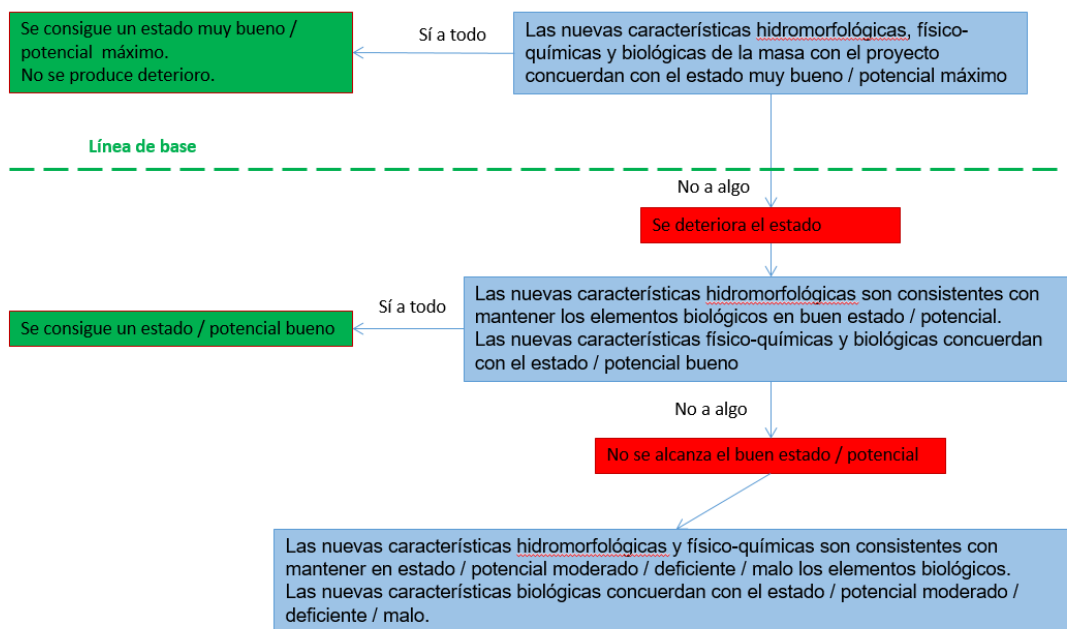 Se consigue un estado muy bueno /
potencial máximo.
No se produce deterioro.
Sí a todo
Las nuevas características hidromorfológicas, físico-
químicas y biológicas de la masa con el proyecto
concuerdan con el estado muy bueno / potencial máximo
Línea de base
No a algo
Se deteriora el estado
Sí a todo
Las nuevas características hidromorfológicas son consistentes con
mantener los elementos biológicos en buen estado / potencial.
Las nuevas características físico-químicas y biológicas concuerdan
con el estado / potencial bueno
Se consigue un estado / potencial bueno
No a algo
No se alcanza el buen estado / potencial
Las nuevas características hidromorfológicas y físico-químicas son consistentes con
mantener en estado / potencial moderado / deficiente / malo los elementos biológicos.
Las nuevas características biológicas concuerdan con el estado / potencial moderado /
deficiente / malo.